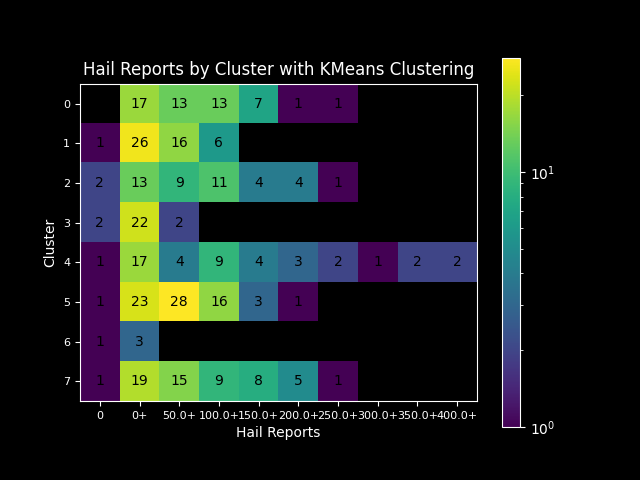 Hail Reports by Cluster with KMeans Clustering
0 17 13 13 7 1 1
1 1 26 16 6
2 2 13 9 11 4 4 1
3 2 22 2
4 1 17 4 9 4 3 2 1 2 2
5 1 23 28 16 3 1
6 1 3
7 1 19 15 9 8 5 1
Cluster
0 0+ 50.0+ 100.0+ 150.0+ 200.0+ 250.0+ 300.0+ 350.0+ 400.0+
Hail Reports
10¹
10⁰